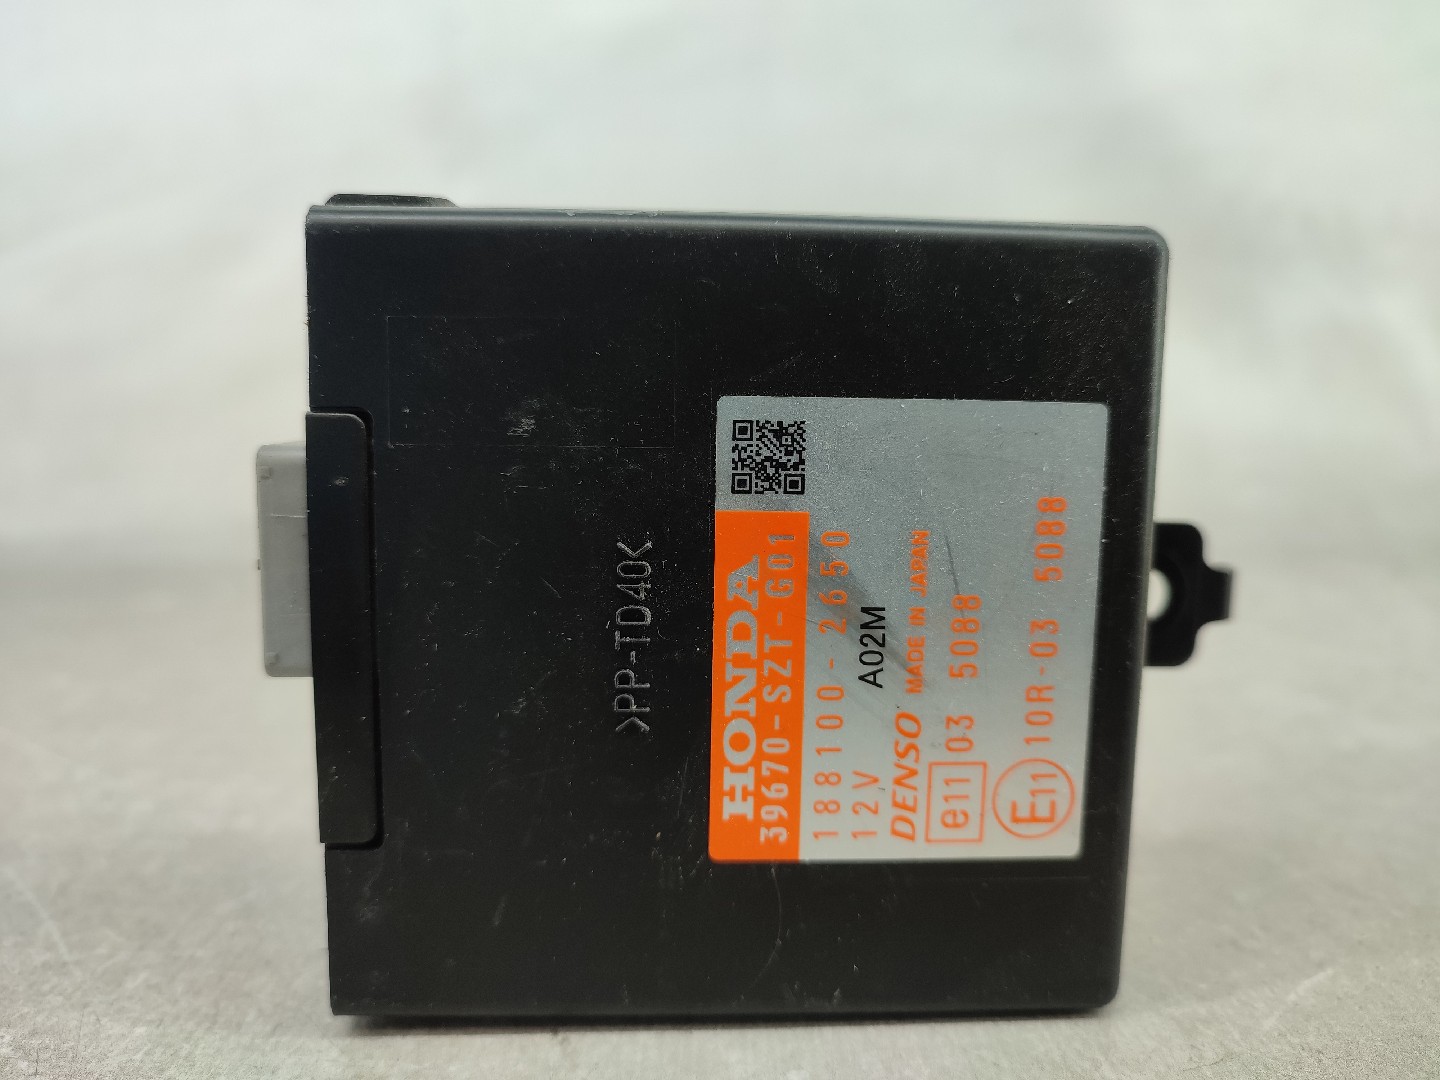 >PP-TD40<
HONDA
39670-SZT-G01
188100-2650
12V A02M
DENSO MADE IN JAPAN
e11 03 5088
E11 10R-03 5088